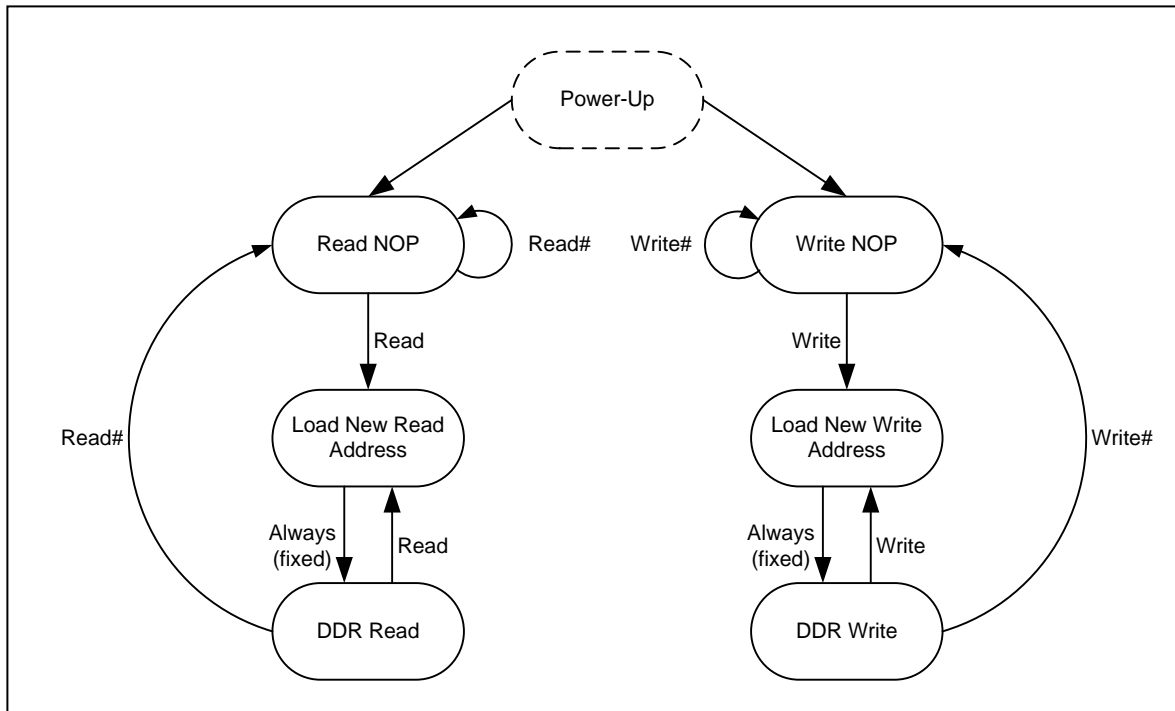 Power-Up
Read NOP
Read#
Write#
Write NOP
Read
Write
Load New Read
Address
Load New Write
Address
Read#
Write#
Always
(fixed)
Read
Always
(fixed)
Write
DDR Read
DDR Write